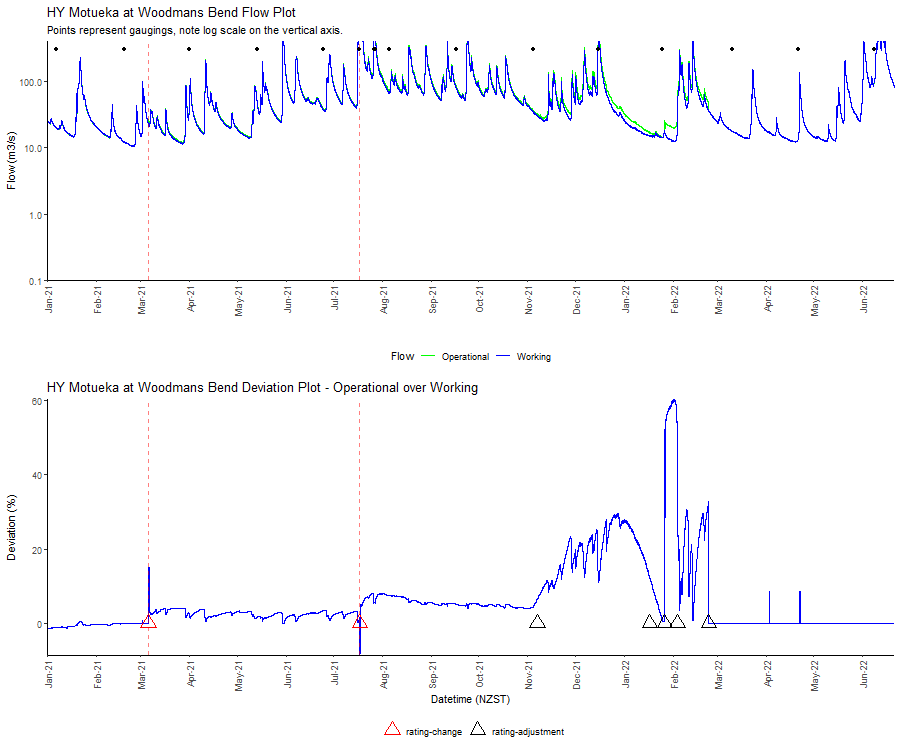 HY Motueka at Woodmans Bend Flow Plot
Points represent gaugings, note log scale on the vertical axis.
Flow (m3/s)
100.0
10.0
1.0
0.1
Jan-21 Feb-21 Mar-21 Apr-21 May-21 Jun-21 Jul-21 Aug-21 Sep-21 Oct-21 Nov-21 Dec-21 Jan-22 Feb-22 Mar-22 Apr-22 May-22 Jun-22
Flow Operational Working
HY Motueka at Woodmans Bend Deviation Plot - Operational over Working
Deviation (%)
60
40
20
0
Jan-21 Feb-21 Mar-21 Apr-21 May-21 Jun-21 Jul-21 Aug-21 Sep-21 Oct-21 Nov-21 Dec-21 Jan-22 Feb-22 Mar-22 Apr-22 May-22 Jun-22
Datetime (NZST)
rating-change rating-adjustment